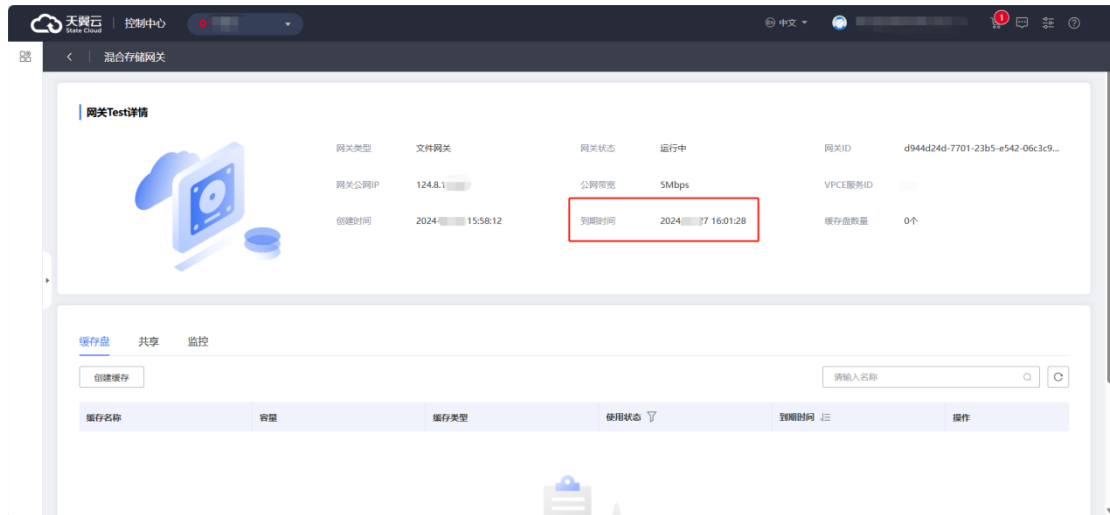 天翼云 State Cloud 控制中心 中文 1
混合存储网关
网关Test详情
网关类型 文件网关 网关状态 运行中 网关ID d944d24d-7701-23b5-e542-06c3c9...
网关公网IP 124.8.1 公网带宽 5Mbps VPCE服务ID
创建时间 2024- 15:58:12 到期时间 2024 7 16:01:28 缓存盘数量 0个
缓存盘 共享 监控
创建缓存 请输入名称
缓存名称 容量 缓存类型 使用状态 到期时间 操作